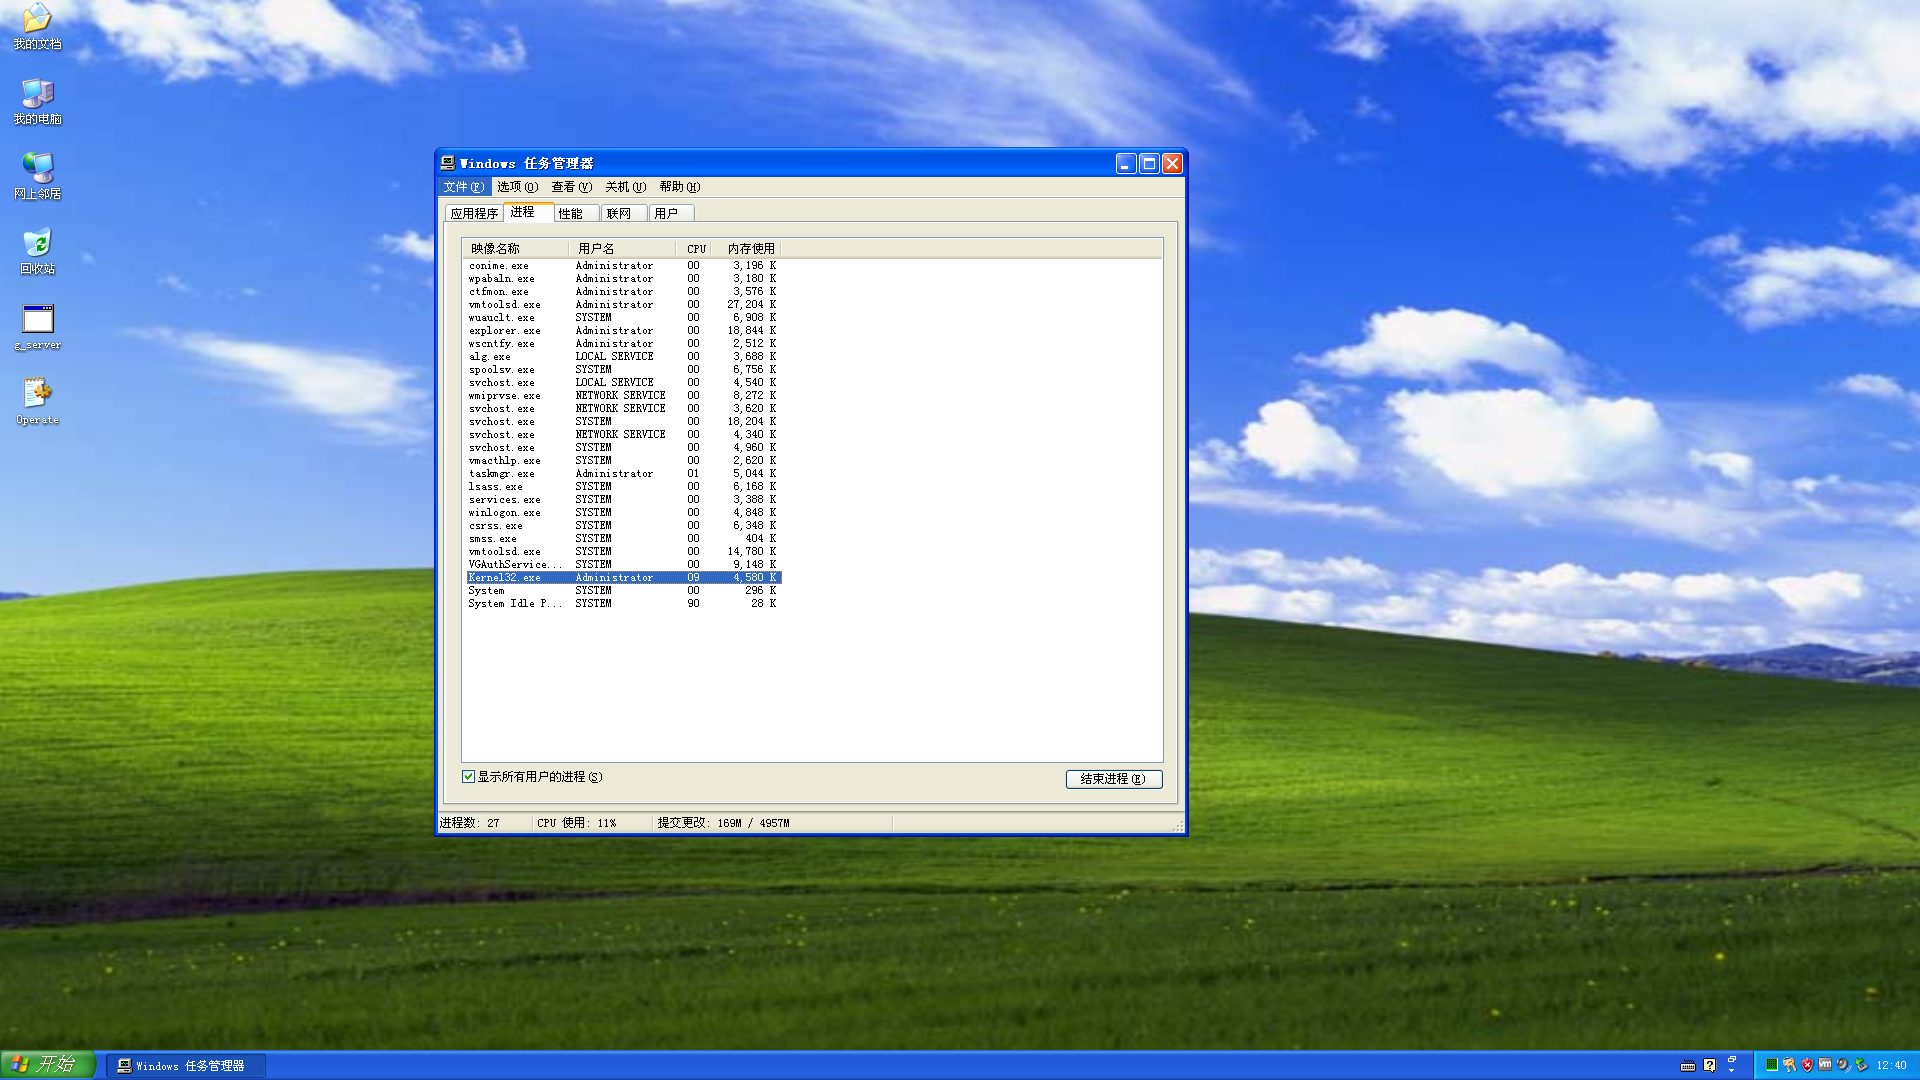 我的文档
我的电脑
网上邻居
回收站
g_server
Operate
Windows 任务管理器
文件(F) 选项(O) 查看(V) 关机(U) 帮助(H)
应用程序 进程 性能 联网 用户
映像名称 用户名 CPU 内存使用
conime.exe Administrator 00 3,196 K
wpabaln.exe Administrator 00 3,180 K
ctfmon.exe Administrator 00 3,576 K
vmtoolsd.exe Administrator 00 27,204 K
wuauclt.exe SYSTEM 00 6,908 K
explorer.exe Administrator 00 18,844 K
wscntfy.exe Administrator 00 2,512 K
alg.exe LOCAL SERVICE 00 3,688 K
spoolsv.exe SYSTEM 00 6,756 K
svchost.exe LOCAL SERVICE 00 4,540 K
wmiprvse.exe NETWORK SERVICE 00 8,272 K
svchost.exe NETWORK SERVICE 00 3,620 K
svchost.exe SYSTEM 00 18,204 K
svchost.exe NETWORK SERVICE 00 4,340 K
svchost.exe SYSTEM 00 4,960 K
vmacthlp.exe SYSTEM 00 2,620 K
taskmgr.exe Administrator 01 5,044 K
lsass.exe SYSTEM 00 6,168 K
services.exe SYSTEM 00 3,388 K
winlogon.exe SYSTEM 00 4,848 K
csrss.exe SYSTEM 00 6,348 K
smss.exe SYSTEM 00 404 K
vmtoolsd.exe SYSTEM 00 14,780 K
VGAuthService... SYSTEM 00 9,148 K
Kernel32.exe Administrator 09 4,580 K
System SYSTEM 00 296 K
System Idle P... SYSTEM 90 28 K
显示所有用户的进程(S)
结束进程(E)
进程数: 27 CPU 使用: 11% 提交更改: 169M / 4957M
开始
Windows 任务管理器
12:40